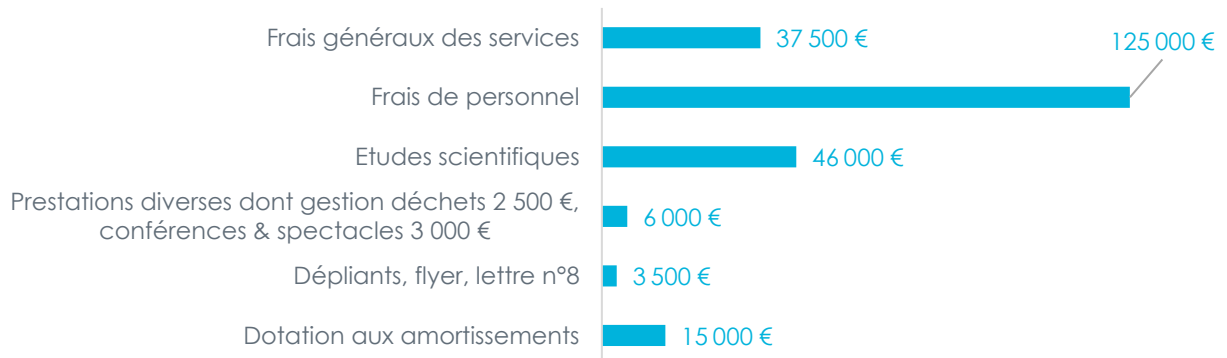 Frais généraux des services 37 500 €
125 000 €
Frais de personnel
Etudes scientifiques 46 000 €
Prestations diverses dont gestion déchets 2 500 €,
conférences & spectacles 3 000 €
6 000 €
Dépliants, flyer, lettre n°8 3 500 €
Dotation aux amortissements 15 000 €